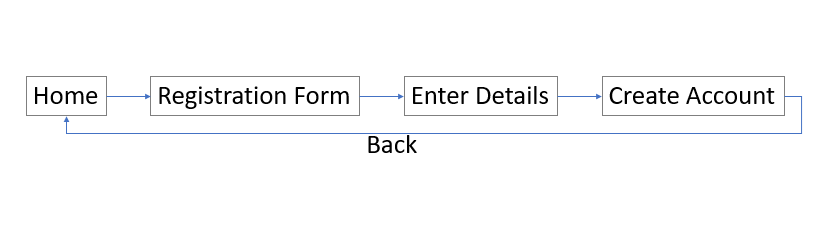 Home
Registration Form
Enter Details
Create Account
Back